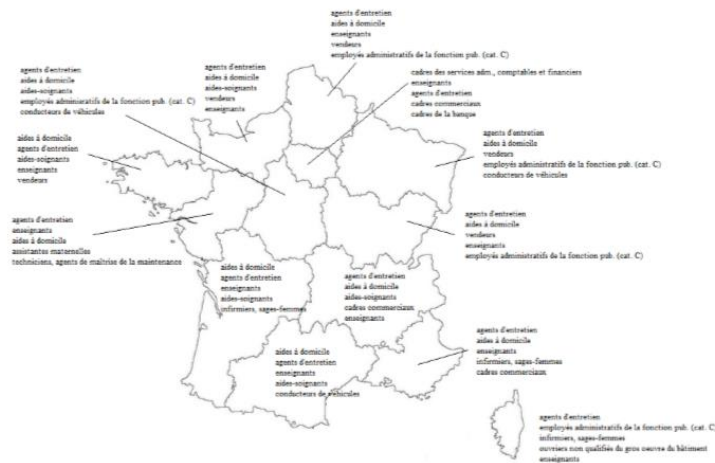 agents d'entretien
aides à domicile
enseignants
vendeurs
employés administratifs de la fonction pub. (cat. C)
agents d'entretien
aides à domicile
aides-soignants
employés adminisratifs de la fonction pub. (cat. C)
conducteurs de véhicules
agents d'entretien
aides à domicile
aides-soignants
vendeurs
enseignants
cadres des services adm., comptables et financiers
enseignants
agents d'entretien
cadres commerciaux
cadres de la banque
aides à domicile
agents d'entretien
aides-soignants
enseignants
vendeurs
agents d'entretien
aides à domicile
vendeurs
employés administratifs de la fonction pub. (cat. C)
conducteurs de véhicules
agents d'entretien
enseignants
aides à domicile
assistantes maternelles
techniciens, agents de maîtrise de la maintenance
agents d'entretien
aides à domicile
vendeurs
enseignants
employés administratifs de la fonction pub. (cat. C)
aides à domicile
agents d'entretien
enseignants
aides-soignants
infirmiers, sages-femmes
agents d'entretien
aides à domicile
aides-soignants
cadres commerciaux
enseignants
agents d'entretien
aides à domicile
enseignants
infirmiers, sages-femmes
cadres commerciaux
aides à domicile
agents d'entretien
enseignants
aides-soignants
conducteurs de véhicules
agents d'entretien
employés administratifs de la fonction pub. (cat. C)
infirmiers, sages-femmes
ouvriers non qualifiés du gros oeuvre du bâtiment
enseignants